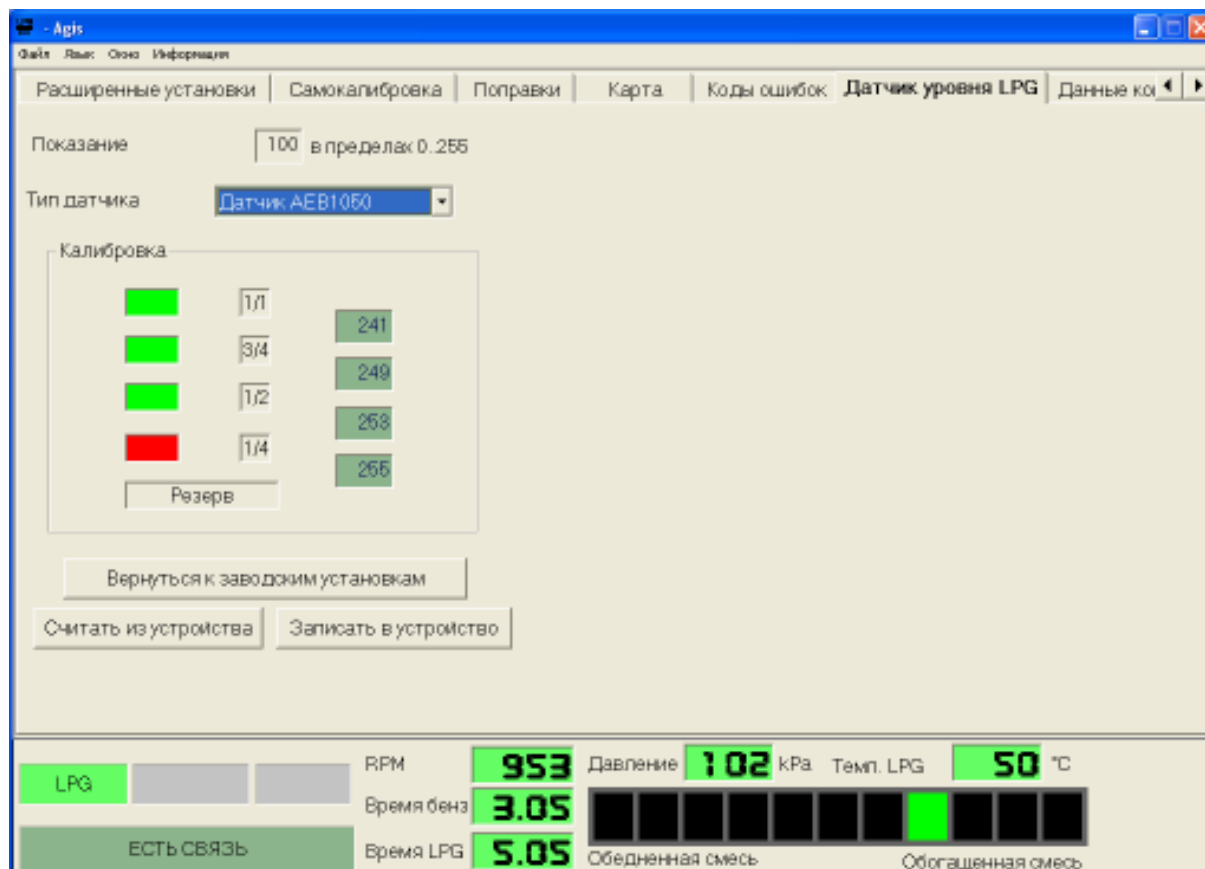 - Agis
Файл Язык Окно Информация
Расширенные установки Самокалибровка Поправки Карта Коды ошибок Датчик уровня LPG Данные ко
Показание 100 в пределах 0..255
Тип датчика Датчик AEB1050
Калибровка
1/1
241
3/4
249
1/2
253
1/4
255
Резерв
Вернуться к заводским установкам
Считать из устройства Записать в устройство
LPG RPM 953 Давление 102 kPa Темп. LPG 50 °C
Время бенз 3.05
ЕСТЬ СВЯЗЬ Время LPG 5.05 Обедненная смесь Обогащенная смесь